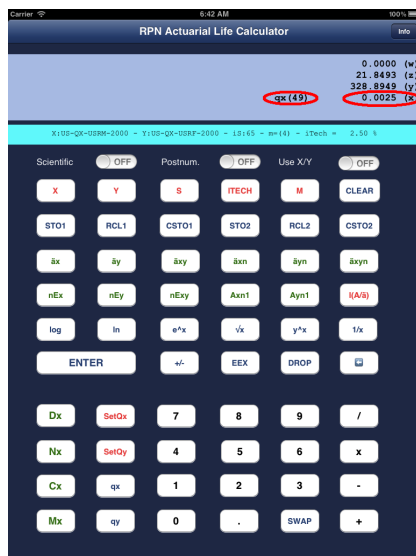 Carrier 6:42 AM 100%
RPN Actuarial Life Calculator Info
0.0000 (w)
21.8493 (z)
328.8949 (y)
qx(49) 0.0025 (x)
X:US-QX-USRM-2000 - Y:US-QX-USRF-2000 - iS:65 - m=(4) - iTech = 2.50 %
Scientific OFF Postnum. OFF Use X/Y OFF
X Y S ITECH M CLEAR
STO1 RCL1 CSTO1 STO2 RCL2 CSTO2
äx äy äxy äxn äyn äxyn
nEx nEy nExy Axn1 Ayn1 I(A/ä)
log ln e^x √x y^x 1/x
ENTER +/- EEX DROP
Dx SetQx 7 8 9 /
Nx SetQy 4 5 6 x
Cx qx 1 2 3 -
Mx qy 0 . SWAP +